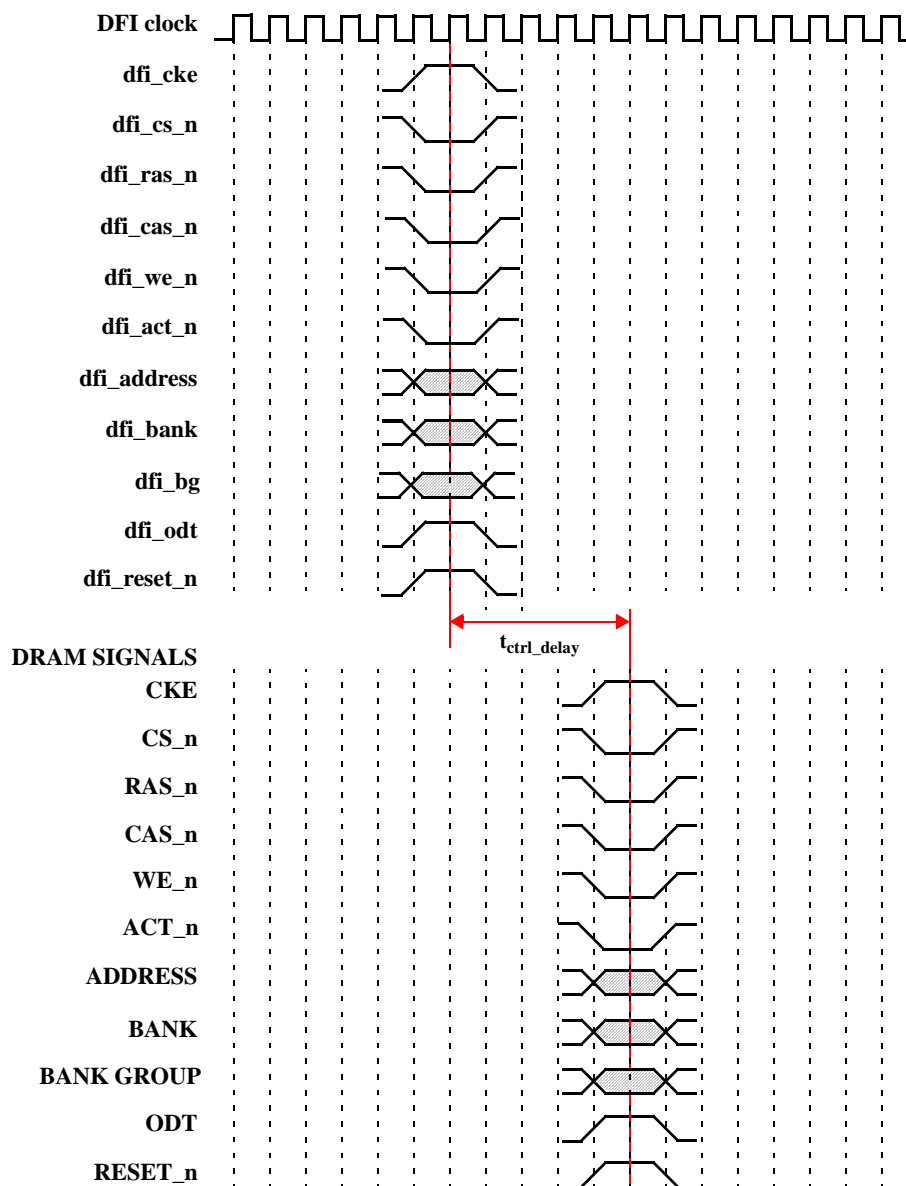 DFI clock
dfi_cke
dfi_cs_n
dfi_ras_n
dfi_cas_n
dfi_we_n
dfi_act_n
dfi_address
dfi_bank
dfi_bg
dfi_odt
dfi_reset_n
tctrl_delay
DRAM SIGNALS
CKE
CS_n
RAS_n
CAS_n
WE_n
ACT_n
ADDRESS
BANK
BANK GROUP
ODT
RESET_n